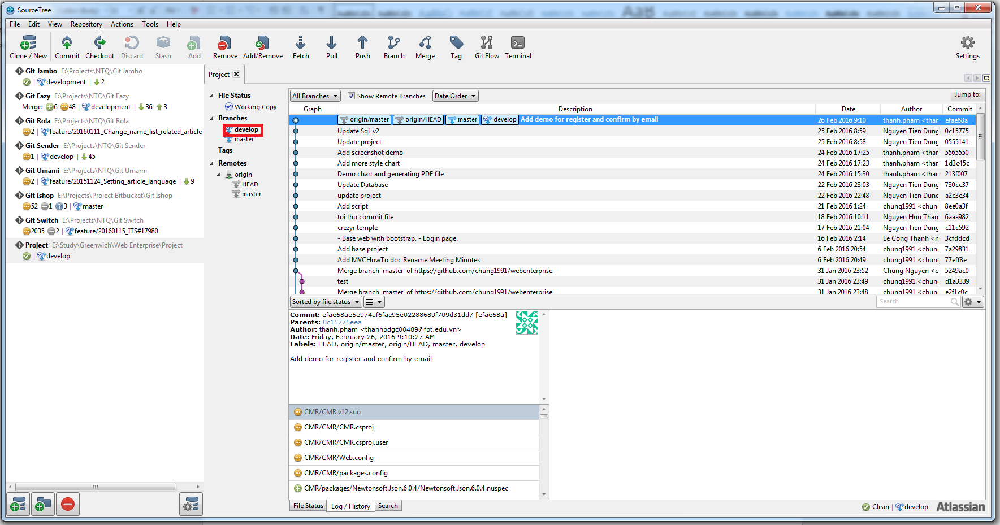 SourceTree
File Edit View Repository Actions Tools Help
Clone / New Commit Checkout Discard Stash Add Remove Add/Remove Fetch Pull Push Branch Merge Tag Git Flow Terminal Settings
Git Jambo E:\Projects\NTQ\Git Jambo
development 2
Git Eazy E:\Projects\NTQ\Git Eazy
Merge: 6 48 development 36 3
Git Rola E:\Projects\NTQ\Git Rola
2 feature/20160111_Change_name_list_related_article
Git Sender E:\Projects\NTQ\Git Sender
1 develop 45
Git Umami E:\Projects\NTQ\Git Umami
2 feature/20151124_Setting_article_language 9
Git Ishop E:\Projects\Project Bitbucket\Git Ishop
52 1 3 master
Git Switch E:\Projects\NTQ\Git Switch
2035 2 feature/20160115_ITS#17980
Project E:\Study\Greenwich\Web Enterprise\Project
develop
Project
File Status
Working Copy
Branches
develop
master
Tags
Remotes
origin
HEAD
master
All Branches Show Remote Branches Date Order Jump to:
Graph Description Date Author Commit
origin/master origin/HEAD master develop Add demo for register and confirm by email 26 Feb 2016 9:10 thanh.pham <thar efae68a
Update Sql_v2 25 Feb 2016 8:59 Nguyen Tien Dung 0c15775
Update project 25 Feb 2016 8:58 Nguyen Tien Dung 0555141
Add screenshot demo 24 Feb 2016 17:25 thanh.pham <thar 5565550
Add more style chart 24 Feb 2016 17:23 thanh.pham <thar 1d3c45c
Demo chart and generating PDF file 24 Feb 2016 15:30 thanh.pham <thar 213f007
Update Database 22 Feb 2016 23:03 Nguyen Tien Dung 730cc37
update project 22 Feb 2016 22:48 Nguyen Tien Dung a2c3e34
Add script 21 Feb 2016 1:24 chung1991 <chung 8ee0a3f
toi thu commit file 18 Feb 2016 10:11 Nguyen Huu Than 6aaa982
crezyr temple 17 Feb 2016 21:04 Nguyen Tien Dung c11c592
- Base web with bootstrap. - Login page. 16 Feb 2016 2:14 Le Cong Thanh <n 3cfddcd
Add base project 6 Feb 2016 20:54 chung1991 <chung 7a29831
Add MVCHowTo doc Rename Meeting Minutes 6 Feb 2016 20:49 chung1991 <chung 77eff8e
Merge branch 'master' of https://github.com/chung1991/webenterprise 31 Jan 2016 23:52 Chung Nguyen <c 5249ac0
test 31 Jan 2016 23:49 chung1991 <chung d1a3339
Merge branch 'master' of https://github.com/chung1991/webenterprise 31 Jan 2016 23:48 chung1991 <chung e2f1c0c
Sorted by file status Search
Commit: efae68ae5e974af6fac95e02288689f709d31dd7 [efae68a]
Parents: 0c15775eea
Author: thanh.pham <thanhpdgc00489@fpt.edu.vn>
Date: Friday, February 26, 2016 9:10:27 AM
Labels: HEAD, origin/master, origin/HEAD, master, develop
Add demo for register and confirm by email
CMR/CMR.v12.suo
CMR/CMR/CMR.csproj
CMR/CMR/CMR.csproj.user
CMR/CMR/Web.config
CMR/CMR/packages.config
CMR/packages/Newtonsoft.Json.6.0.4/Newtonsoft.Json.6.0.4.nuspec
File Status Log / History Search
Clean develop Atlassian